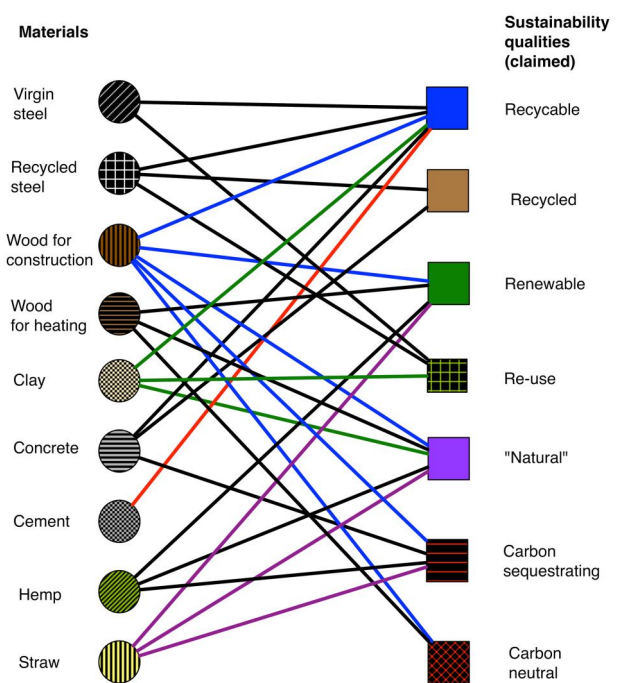 Materials
Sustainability
qualities
(claimed)
Virgin
steel
Recycable
Recycled
steel
Recycled
Wood for
construction
Renewable
Wood
for heating
Clay
Re-use
Concrete
"Natural"
Cement
Carbon
sequestrating
Hemp
Straw
Carbon
neutral